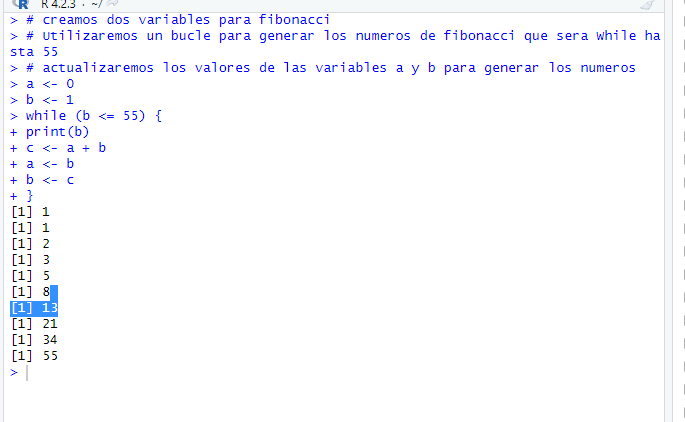 R 4.2.3 · ~/
> # creamos dos variables para fibonacci
> # Utilizaremos un bucle para generar los numeros de fibonacci que sera While ha
sta 55
> # actualizaremos los valores de las variables a y b para generar los numeros
> a <- 0
> b <- 1
> while (b <= 55) {
+ print(b)
+ c <- a + b
+ a <- b
+ b <- c
+ }
[1] 1
[1] 1
[1] 2
[1] 3
[1] 5
[1] 8
[1] 13
[1] 21
[1] 34
[1] 55
>